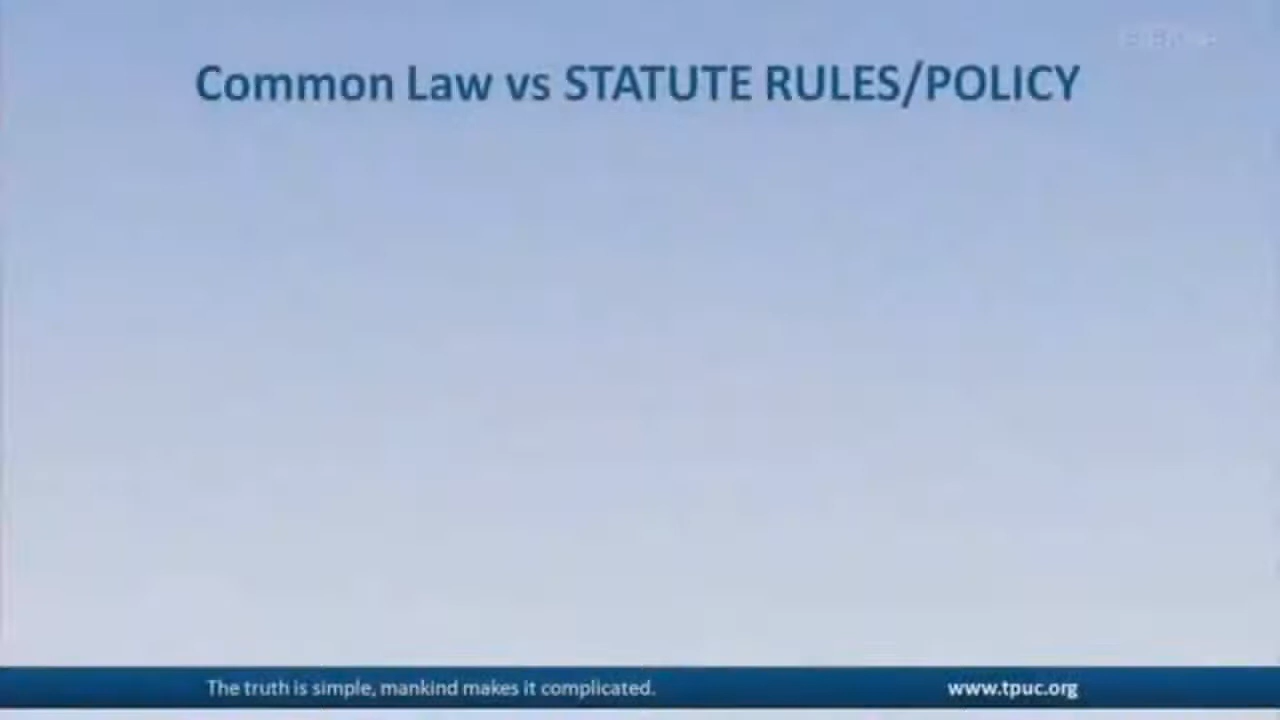 Common Law vs STATUTE RULES/POLICY
The truth is simple, mankind makes it complicated.
www.tpuc.org